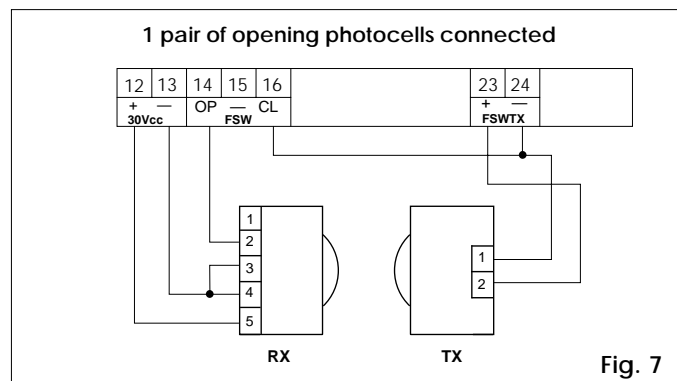 1 pair of opening photocells connected
12 13 14 15 16 23 24
+ — OP — CL + —
30Vcc FSW FSWTX
1
2
3
4
5
1
2
RX TX
Fig. 7